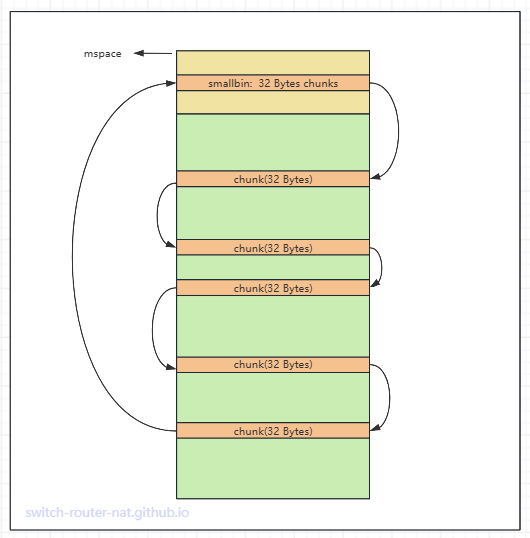 mspace
smallbin: 32 Bytes chunks
chunk(32 Bytes)
chunk(32 Bytes)
chunk(32 Bytes)
chunk(32 Bytes)
chunk(32 Bytes)
switch-router-nat.github.io